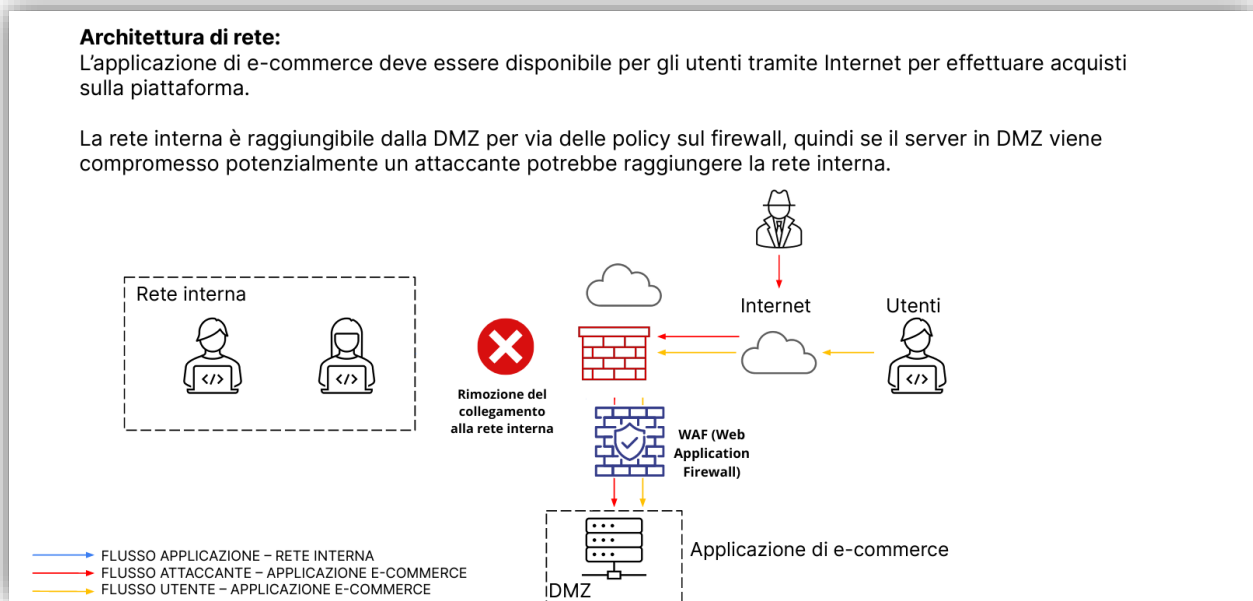 Architettura di rete:
L’applicazione di e-commerce deve essere disponibile per gli utenti tramite Internet per effettuare acquisti
sulla piattaforma.
La rete interna è raggiungibile dalla DMZ per via delle policy sul firewall, quindi se il server in DMZ viene
compromesso potenzialmente un attaccante potrebbe raggiungere la rete interna.
Rete interna
</>
</>
Rimozione del
collegamento
alla rete interna
Internet
Utenti
</>
WAF (Web
Application
Firewall)
Applicazione di e-commerce
DMZ
FLUSSO APPLICAZIONE – RETE INTERNA
FLUSSO ATTACCANTE – APPLICAZIONE E-COMMERCE
FLUSSO UTENTE – APPLICAZIONE E-COMMERCE